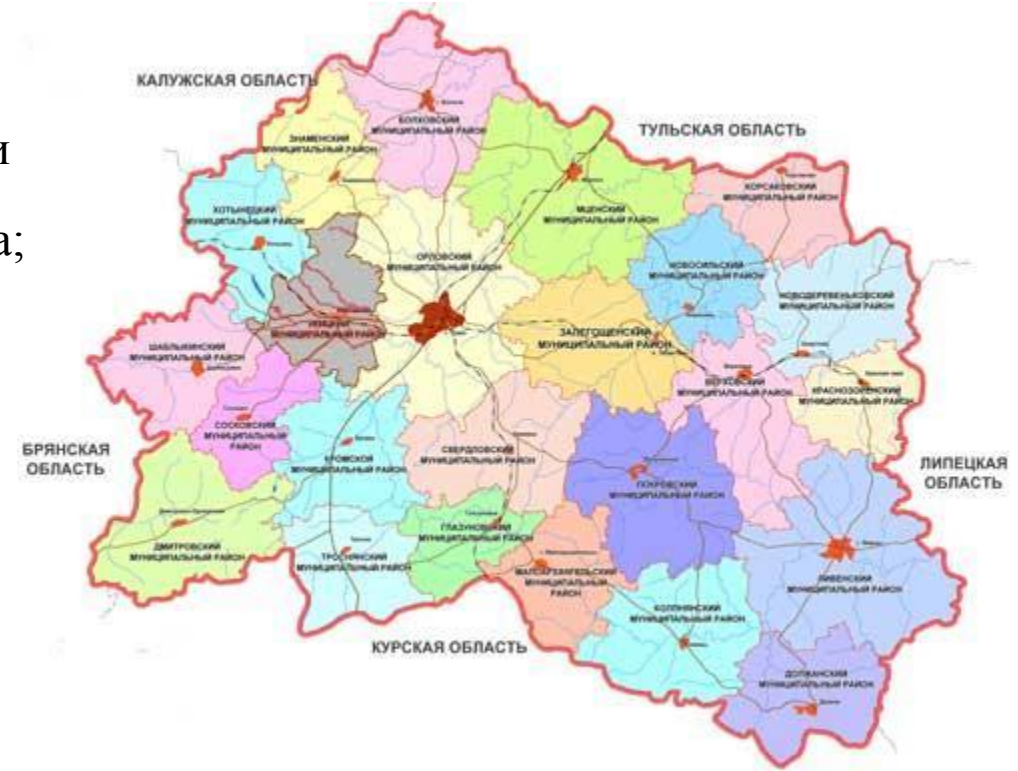 КАЛУЖСКАЯ ОБЛАСТЬ
и
а;
ТУЛЬСКАЯ ОБЛАСТЬ
БОЛХОВСКИЙ
МУНИЦИПАЛЬНЫЙ РАЙОН
ЗНАМЕНСКИЙ
МУНИЦИПАЛЬНЫЙ РАЙОН
КОРСАКОВСКИЙ
МУНИЦИПАЛЬНЫЙ РАЙОН
ХОТЫНЕЦКИЙ
МУНИЦИПАЛЬНЫЙ РАЙОН
МЦЕНСКИЙ
МУНИЦИПАЛЬНЫЙ РАЙОН
ОРЛОВСКИЙ
МУНИЦИПАЛЬНЫЙ РАЙОН
НОВОСИЛЬСКИЙ
МУНИЦИПАЛЬНЫЙ РАЙОН
НОВОДЕРЕВЕНЬКОВСКИЙ
МУНИЦИПАЛЬНЫЙ РАЙОН
УРИЦКИЙ
МУНИЦИПАЛЬНЫЙ РАЙОН
ЗАЛЕГОЩЕНСКИЙ
МУНИЦИПАЛЬНЫЙ РАЙОН
ШАБЛЫКИНСКИЙ
МУНИЦИПАЛЬНЫЙ РАЙОН
ВЕРХОВСКИЙ
МУНИЦИПАЛЬНЫЙ РАЙОН
КРАСНОЗОРЕНСКИЙ
МУНИЦИПАЛЬНЫЙ РАЙОН
СОСКОВСКИЙ
МУНИЦИПАЛЬНЫЙ
РАЙОН
БРЯНСКАЯ
ОБЛАСТЬ
КРОМСКОЙ
МУНИЦИПАЛЬНЫЙ РАЙОН
СВЕРДЛОВСКИЙ
МУНИЦИПАЛЬНЫЙ РАЙОН
ПОКРОВСКИЙ
МУНИЦИПАЛЬНЫЙ РАЙОН
ЛИПЕЦКАЯ
ОБЛАСТЬ
ДМИТРОВСКИЙ
МУНИЦИПАЛЬНЫЙ РАЙОН
ТРОСНЯНСКИЙ
МУНИЦИПАЛЬНЫЙ РАЙОН
ГЛАЗУНОВСКИЙ
МУНИЦИПАЛЬНЫЙ РАЙОН
МАЛОАРХАНГЕЛЬСКИЙ
МУНИЦИПАЛЬНЫЙ
РАЙОН
ЛИВЕНСКИЙ
МУНИЦИПАЛЬНЫЙ РАЙОН
КОЛПНЯНСКИЙ
МУНИЦИПАЛЬНЫЙ РАЙОН
КУРСКАЯ ОБЛАСТЬ
ДОЛЖАНСКИЙ
МУНИЦИПАЛЬНЫЙ РАЙОН